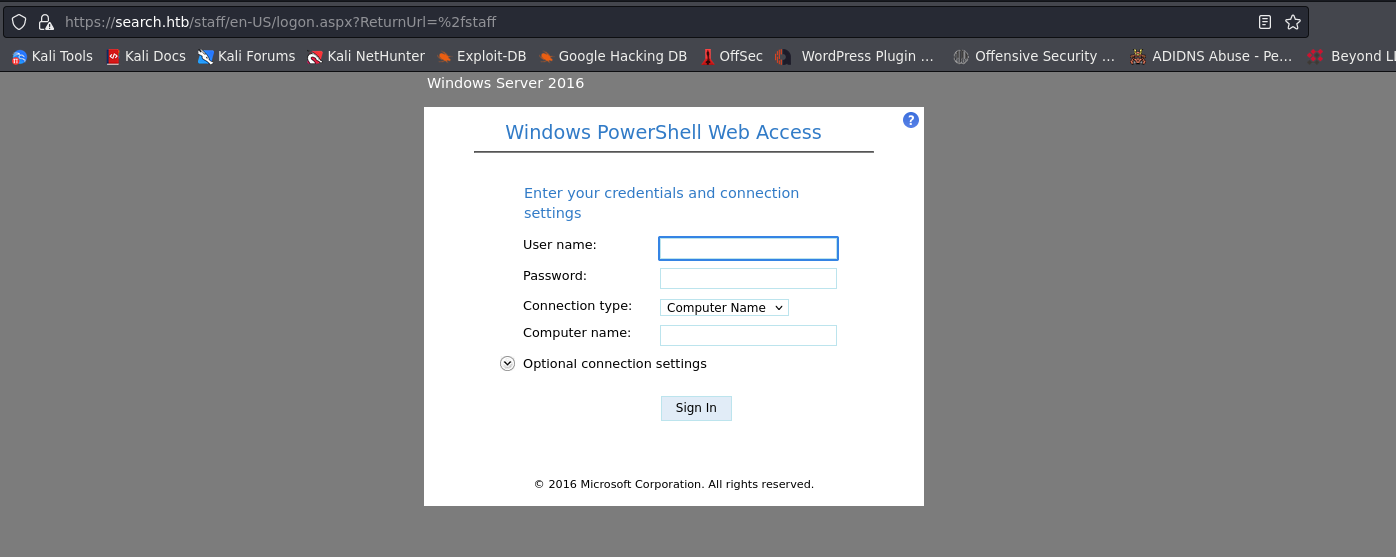 https://search.htb/staff/en-US/logon.aspx?ReturnUrl=%2fstaff
Kali Tools Kali Docs Kali Forums Kali NetHunter Exploit-DB Google Hacking DB OffSec WordPress Plugin … Offensive Security … ADIDNS Abuse - Pe… Beyond LL
Windows Server 2016
?
Windows PowerShell Web Access
Enter your credentials and connection
settings
User name:
Password:
Connection type: Computer Name
Computer name:
Optional connection settings
Sign In
© 2016 Microsoft Corporation. All rights reserved.